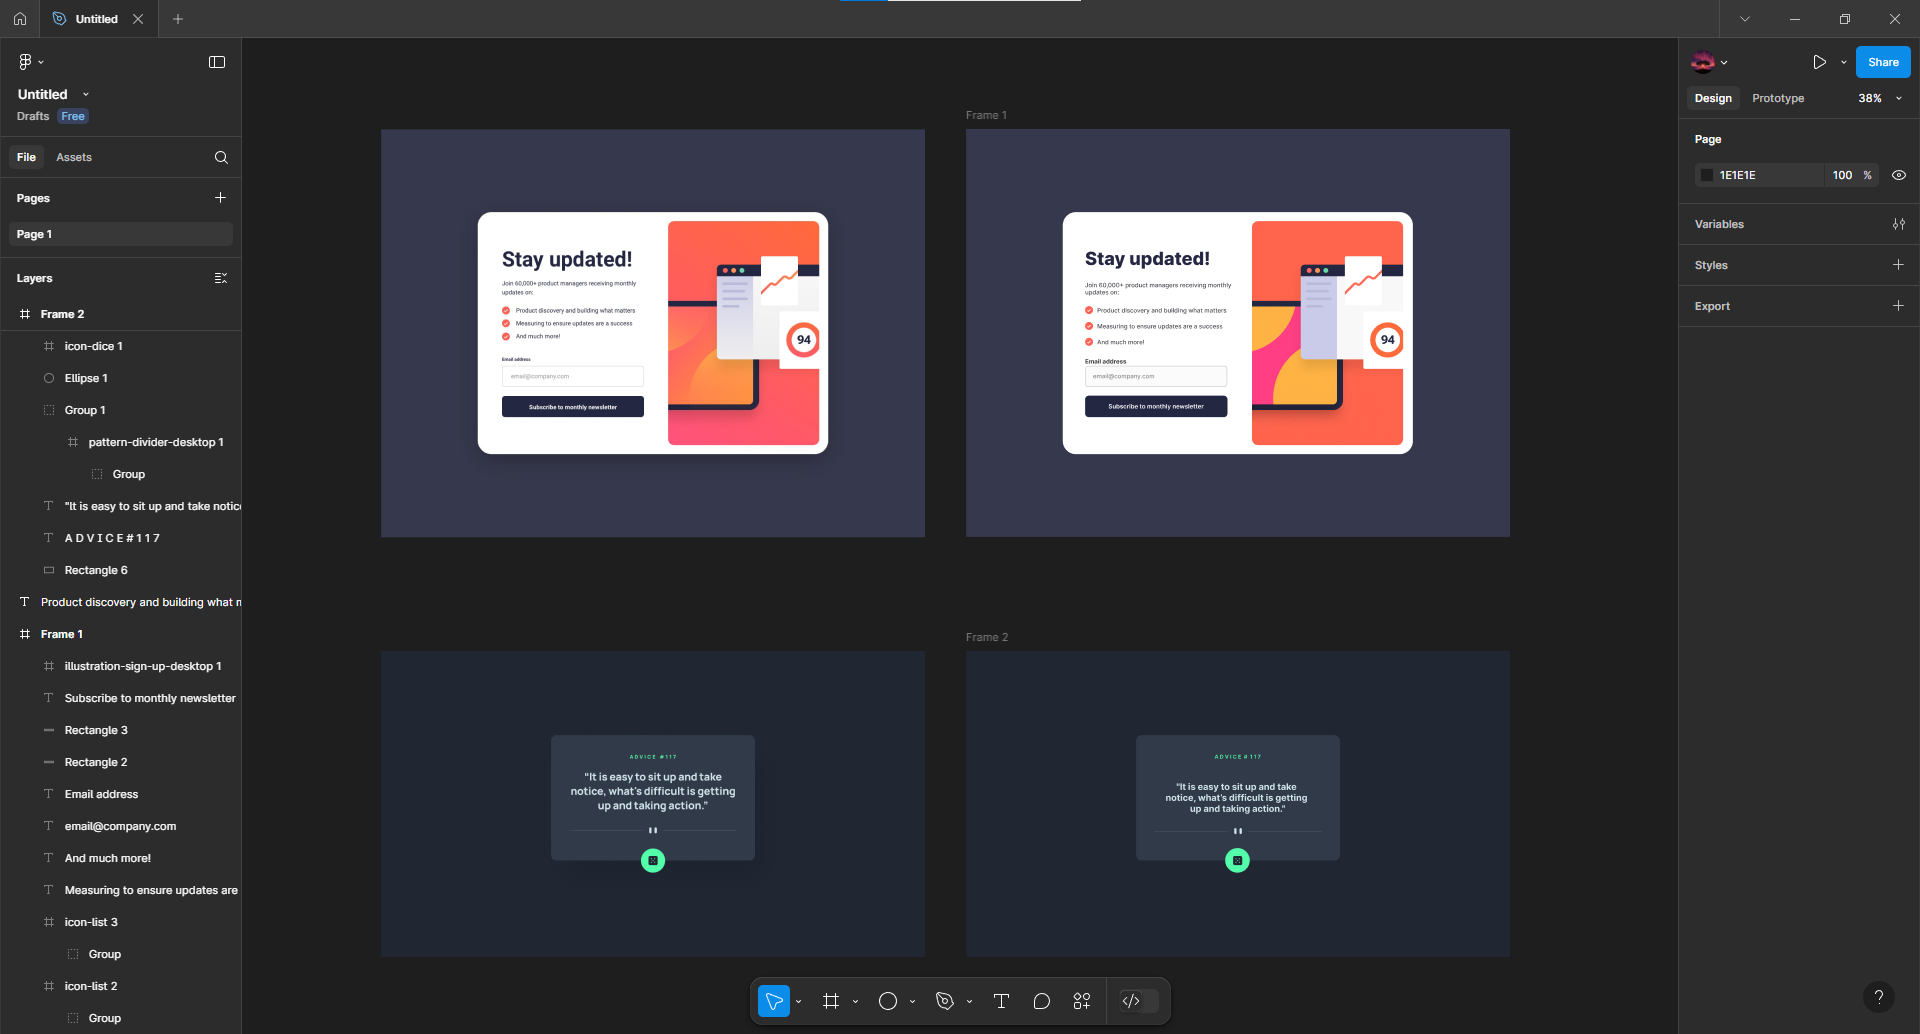 Untitled
Untitled
Drafts Free
File Assets
Pages
Page 1
Layers
Frame 2
icon-dice 1
Ellipse 1
Group 1
pattern-divider-desktop 1
Group
"It is easy to sit up and take notic
A D V I C E # 1 1 7
Rectangle 6
Product discovery and building what m
Frame 1
illustration-sign-up-desktop 1
Subscribe to monthly newsletter
Rectangle 3
Rectangle 2
Email address
email@company.com
And much more!
Measuring to ensure updates are
icon-list 3
Group
icon-list 2
Group
Stay updated!
Join 60,000+ product managers receiving monthly
updates on:
Product discovery and building what matters
Measuring to ensure updates are a success
And much more!
Email address
email@company.com
Subscribe to monthly newsletter
94
Frame 1
Stay updated!
Join 60,000+ product managers receiving monthly
updates on:
Product discovery and building what matters
Measuring to ensure updates are a success
And much more!
Email address
email@company.com
Subscribe to monthly newsletter
94
ADVICE #117
“It is easy to sit up and take
notice, what’s difficult is getting
up and taking action.”
Frame 2
A D V I C E # 1 1 7
"It is easy to sit up and take
notice, what's difficult is getting
up and taking action."
Share
Design Prototype 38%
Page
1E1E1E 100 %
Variables
Styles
Export
?